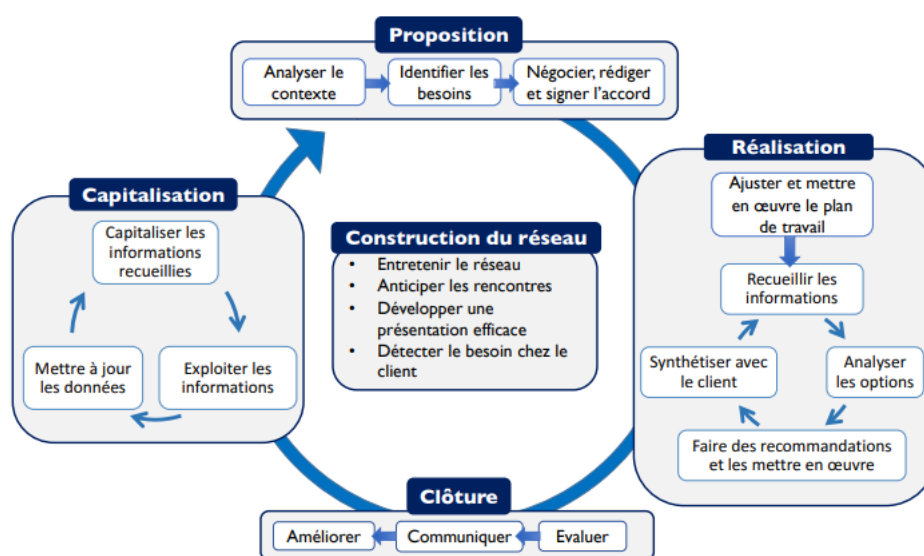 Proposition
Analyser le
contexte
Identifier les
besoins
Négocier, rédiger
et signer l'accord
Réalisation
Ajuster et mettre
en œuvre le plan
de travail
Recueillir les
informations
Analyser
les options
Faire des recommandations
et les mettre en œuvre
Synthétiser avec
le client
Clôture
Evaluer
Communiquer
Améliorer
Capitalisation
Capitaliser les
informations
recueillies
Exploiter les
informations
Mettre à jour
les données
Construction du réseau
• Entretenir le réseau
• Anticiper les rencontres
• Développer une
présentation efficace
• Détecter le besoin chez le
client